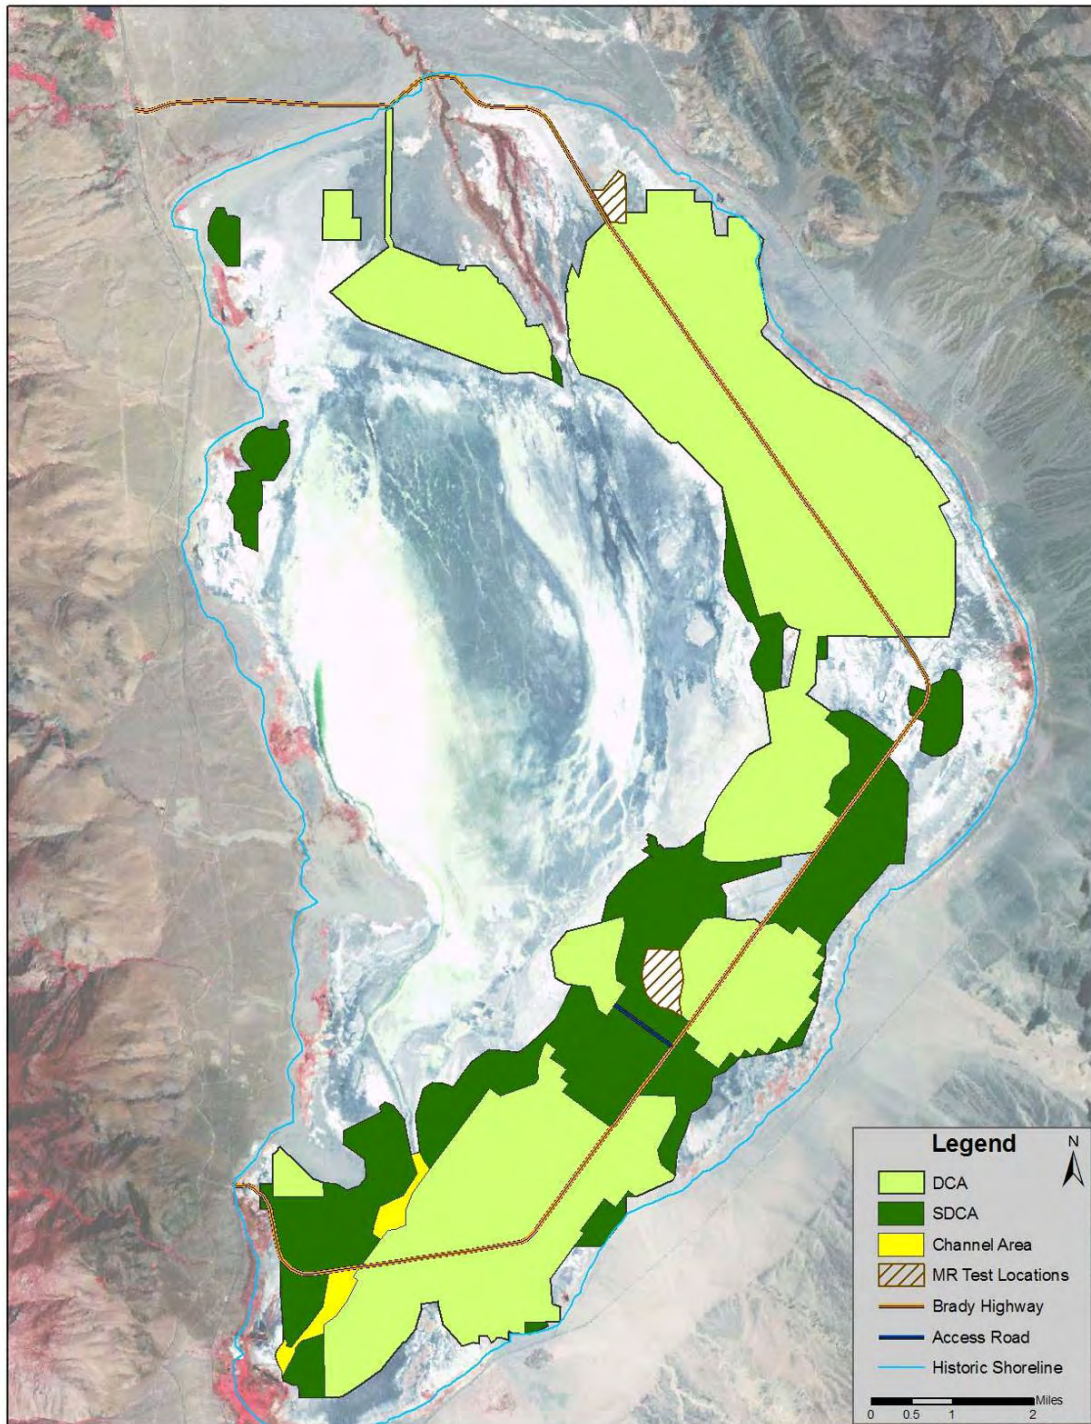 Legend
N
DCA
SDCA
Channel Area
MR Test Locations
Brady Highway
Access Road
Historic Shoreline
Miles
0 0.5 1 2